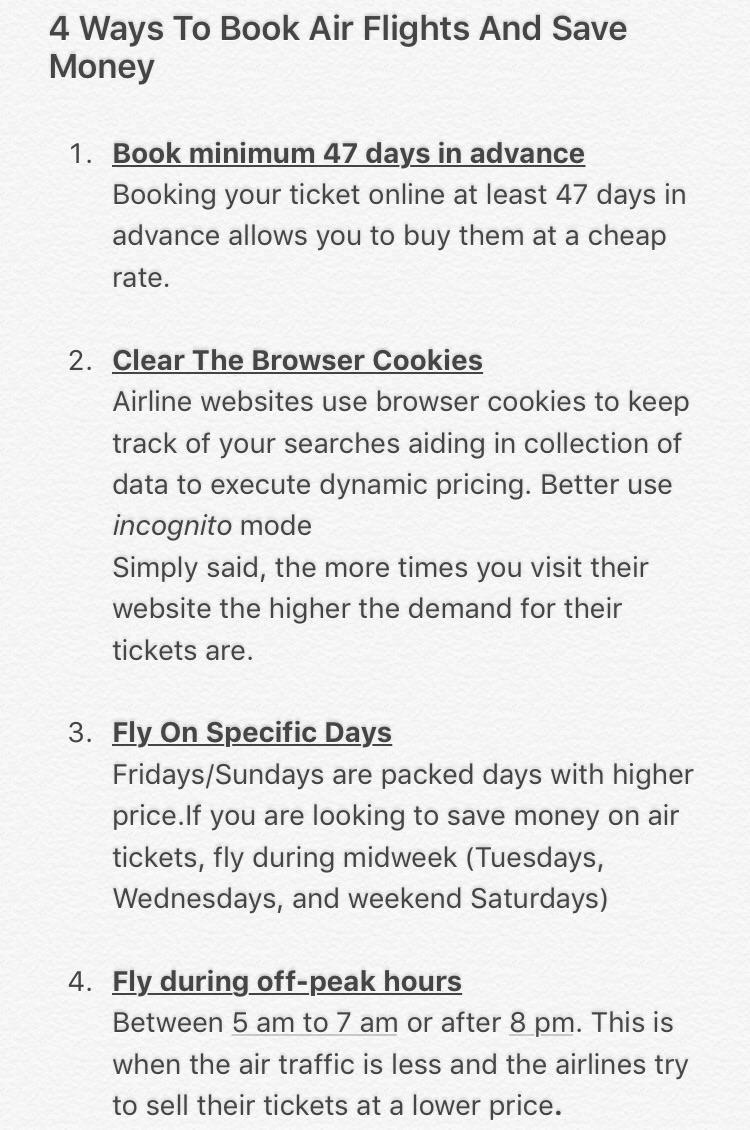 4 Ways To Book Air Flights And Save
Money
1. Book minimum 47 days in advance
Booking your ticket online at least 47 days in
advance allows you to buy them at a cheap
rate.
2. Clear The Browser Cookies
Airline websites use browser cookies to keep
track of your searches aiding in collection of
data to execute dynamic pricing. Better use
incognito mode
Simply said, the more times you visit their
website the higher the demand for their
tickets are.
3. Fly On Specific Days
Fridays/Sundays are packed days with higher
price.If you are looking to save money on air
tickets, fly during midweek (Tuesdays,
Wednesdays, and weekend Saturdays)
4. Fly during off-peak hours
Between 5 am to 7 am or after 8 pm. This is
when the air traffic is less and the airlines try
to sell their tickets at a lower price.